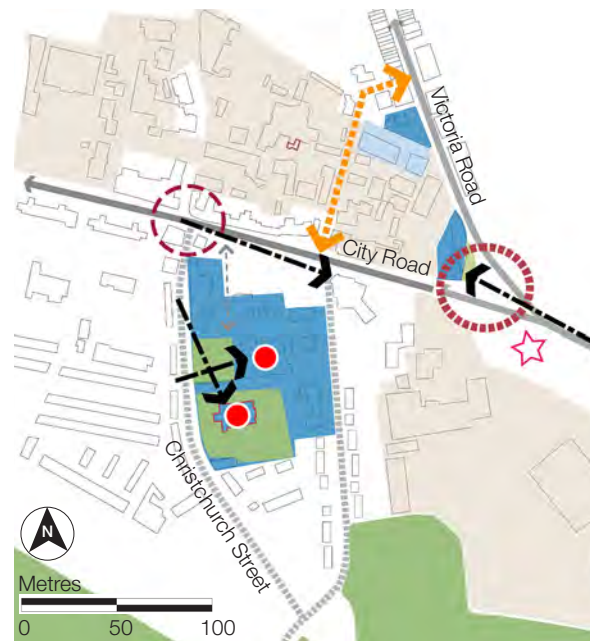 Victoria Road
City Road
Christchurch Street
N
Metres
0 50 100